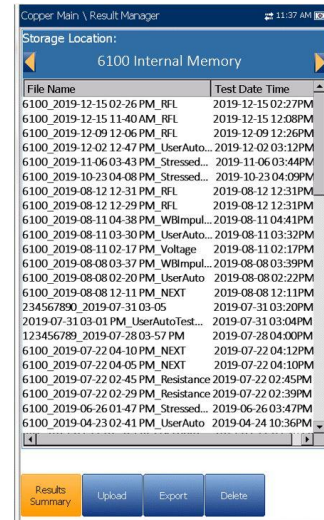 Copper Main \ Result Manager 11:37 AM
Storage Location:
6100 Internal Memory
File Name Test Date Time
6100_2019-12-15 02-26 PM_RFL 2019-12-15 02:27PM
6100_2019-12-15 11-40 AM_RFL 2019-12-15 12:08PM
6100_2019-12-09 12-06 PM_RFL 2019-12-09 12:26PM
6100_2019-12-02 12-47 PM_UserAuto... 2019-12-02 03:12PM
6100_2019-11-06 03-43 PM_Stressed... 2019-11-06 03:44PM
6100_2019-10-23 04-08 PM_Stressed... 2019-10-23 04:09PM
6100_2019-08-12 12-31 PM_RFL 2019-08-12 12:31PM
6100_2019-08-12 12-29 PM_RFL 2019-08-12 12:31PM
6100_2019-08-11 04-38 PM_WBImpul... 2019-08-11 04:41PM
6100_2019-08-11 03-30 PM_UserAuto... 2019-08-11 03:32PM
6100_2019-08-11 02-17 PM_Voltage 2019-08-11 02:17PM
6100_2019-08-08 03-37 PM_WBImpul... 2019-08-08 03:39PM
6100_2019-08-08 02-20 PM_UserAuto 2019-08-08 02:22PM
6100_2019-08-08 12-11 PM_NEXT 2019-08-08 12:11PM
234567890_2019-07-31 03-05 2019-07-31 03:20PM
2019-07-31 03-01 PM_UserAutoTest... 2019-07-31 03:04PM
123456789_2019-07-28 03-57 PM 2019-07-28 04:00PM
6100_2019-07-22 04-10 PM_NEXT 2019-07-22 04:12PM
6100_2019-07-22 04-05 PM_NEXT 2019-07-22 04:10PM
6100_2019-07-22 02-45 PM_Resistance 2019-07-22 02:45PM
6100_2019-07-22 02-29 PM_Resistance 2019-07-22 02:39PM
6100_2019-06-26 01-47 PM_Stressed... 2019-06-26 03:47PM
6100_2019-04-23 02-41 PM_UserAuto 2019-04-24 10:36PM
Results
Summary
Upload
Export
Delete